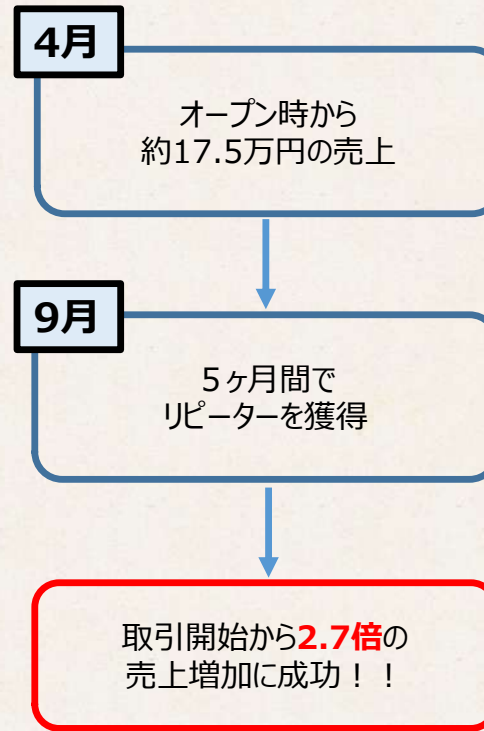 4月
オープン時から
約17.5万円の売上
9月
5ヶ月間で
リピーターを獲得
取引開始から2.7倍の
売上増加に成功！！